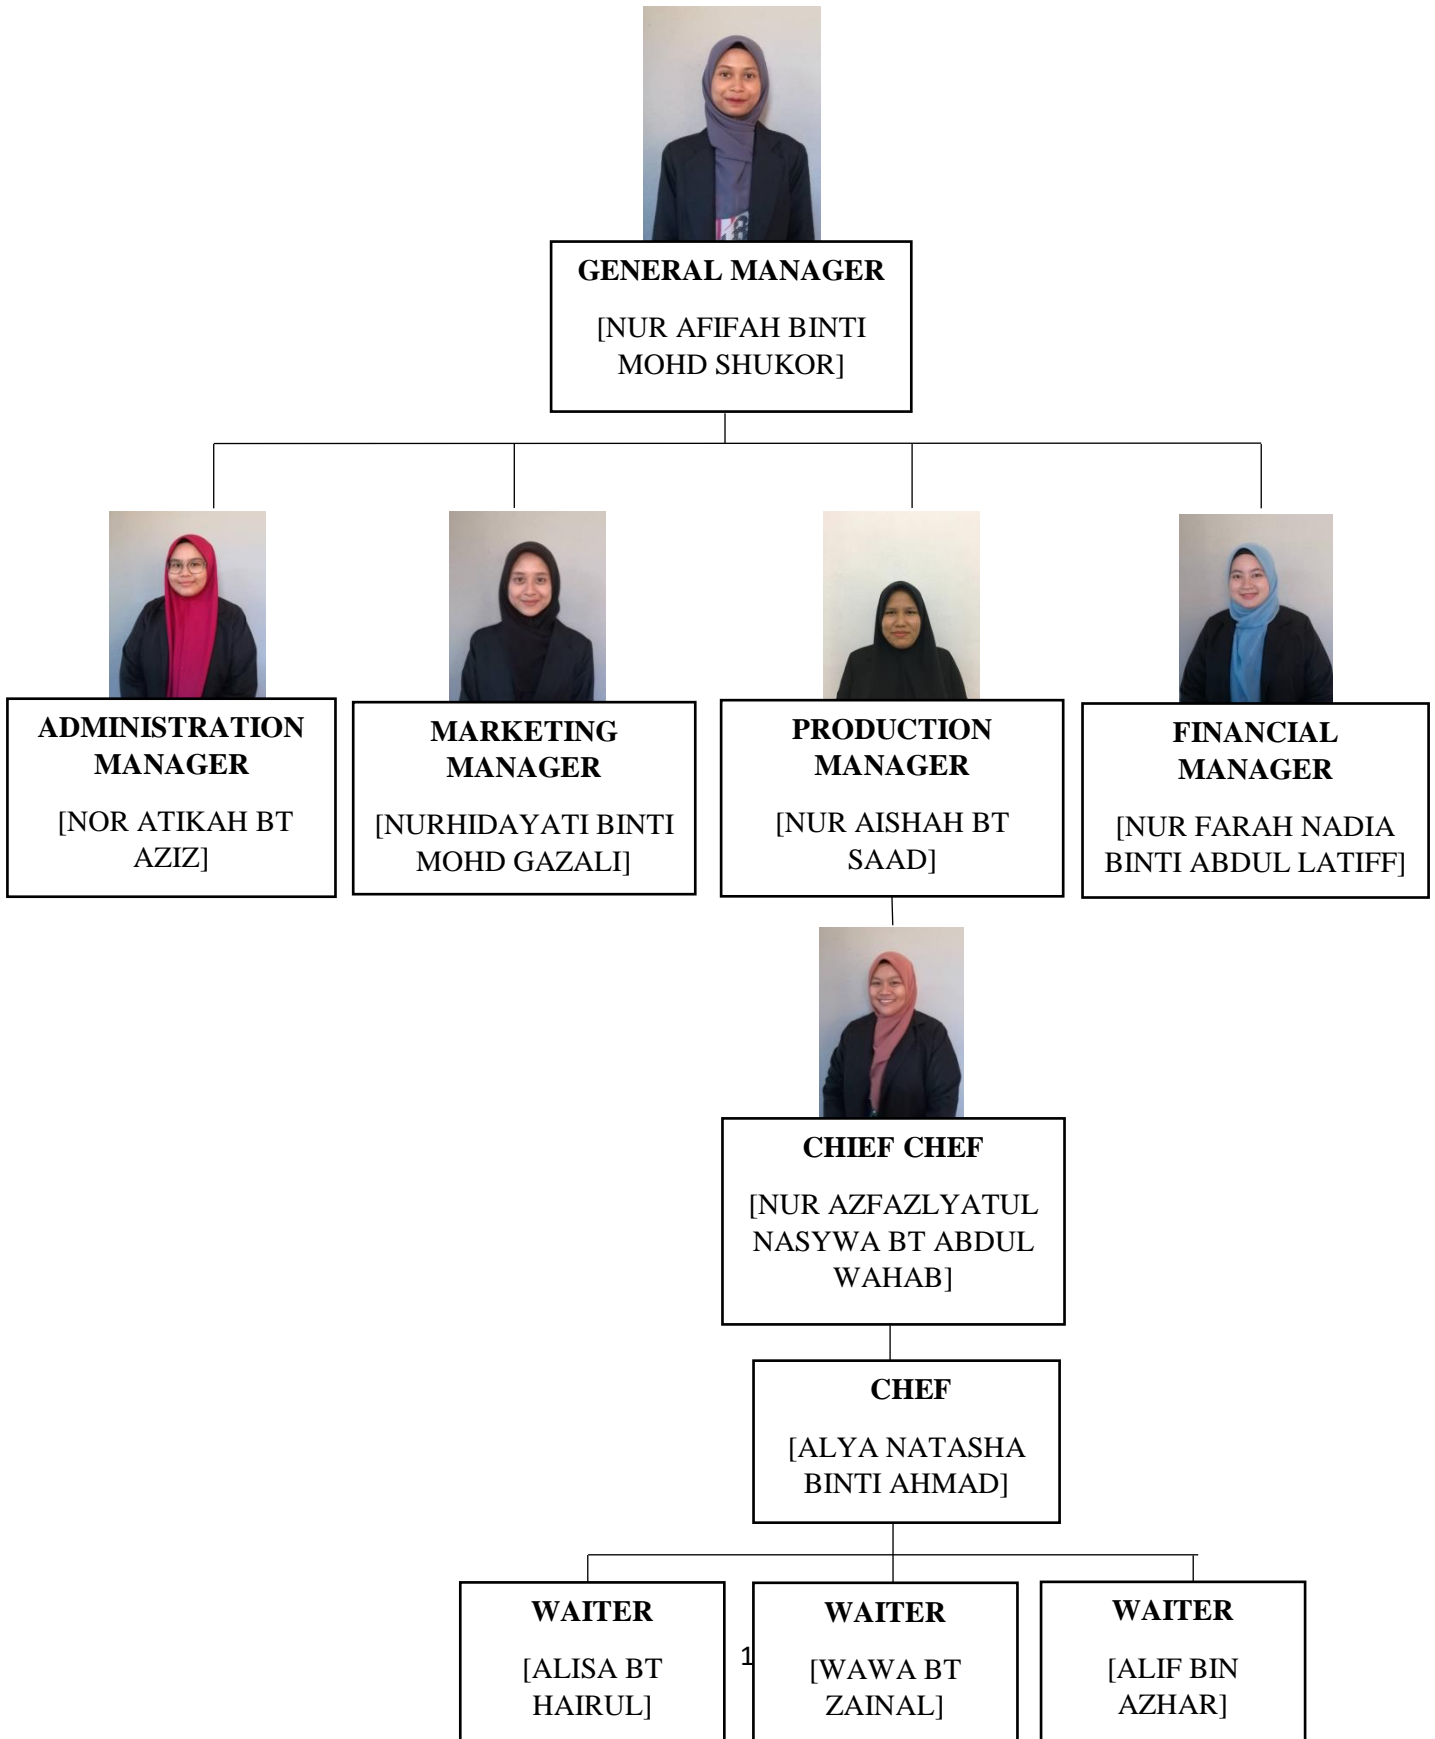 GENERAL MANAGER
[NUR AFIFAH BINTI
MOHD SHUKOR]
ADMINISTRATION
MANAGER
[NOR ATIKAH BT
AZIZ]
MARKETING
MANAGER
[NURHIDAYATI BINTI
MOHD GAZALI]
PRODUCTION
MANAGER
[NUR AISHAH BT
SAAD]
FINANCIAL
MANAGER
[NUR FARAH NADIA
BINTI ABDUL LATIFF]
CHIEF CHEF
[NUR AZFAZLYATUL
NASYWA BT ABDUL
WAHAB]
CHEF
[ALYA NATASHA
BINTI AHMAD]
WAITER
[ALISA BT
HAIRUL]
1
WAITER
[WAWA BT
ZAINAL]
WAITER
[ALIF BIN
AZHAR]